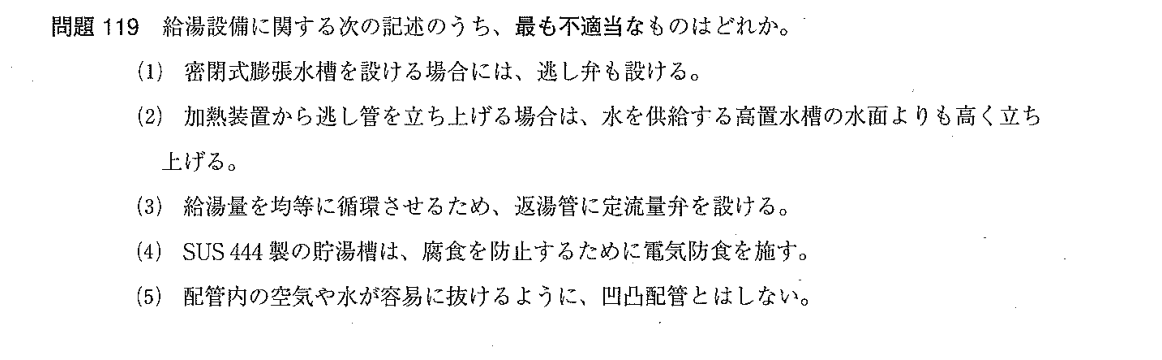 問題 119　給湯設備に関する次の記述のうち、最も不適当なものはどれか。
(1)　密閉式膨張水槽を設ける場合には、逃し弁も設ける。
(2)　加熱装置から逃し管を立ち上げる場合は、水を供給する高置水槽の水面よりも高く立ち
上げる。
(3)　給湯量を均等に循環させるため、返湯管に定流量弁を設ける。
(4)　SUS 444 製の貯湯槽は、腐食を防止するために電気防食を施す。
(5)　配管内の空気や水が容易に抜けるように、凹凸配管とはしない。